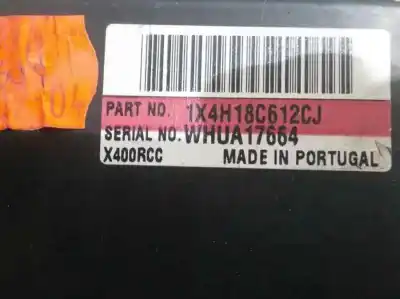 PART NO. 1X4H18C612CJ
SERIAL NO. WHUA17664
X400RCC MADE IN PORTUGAL